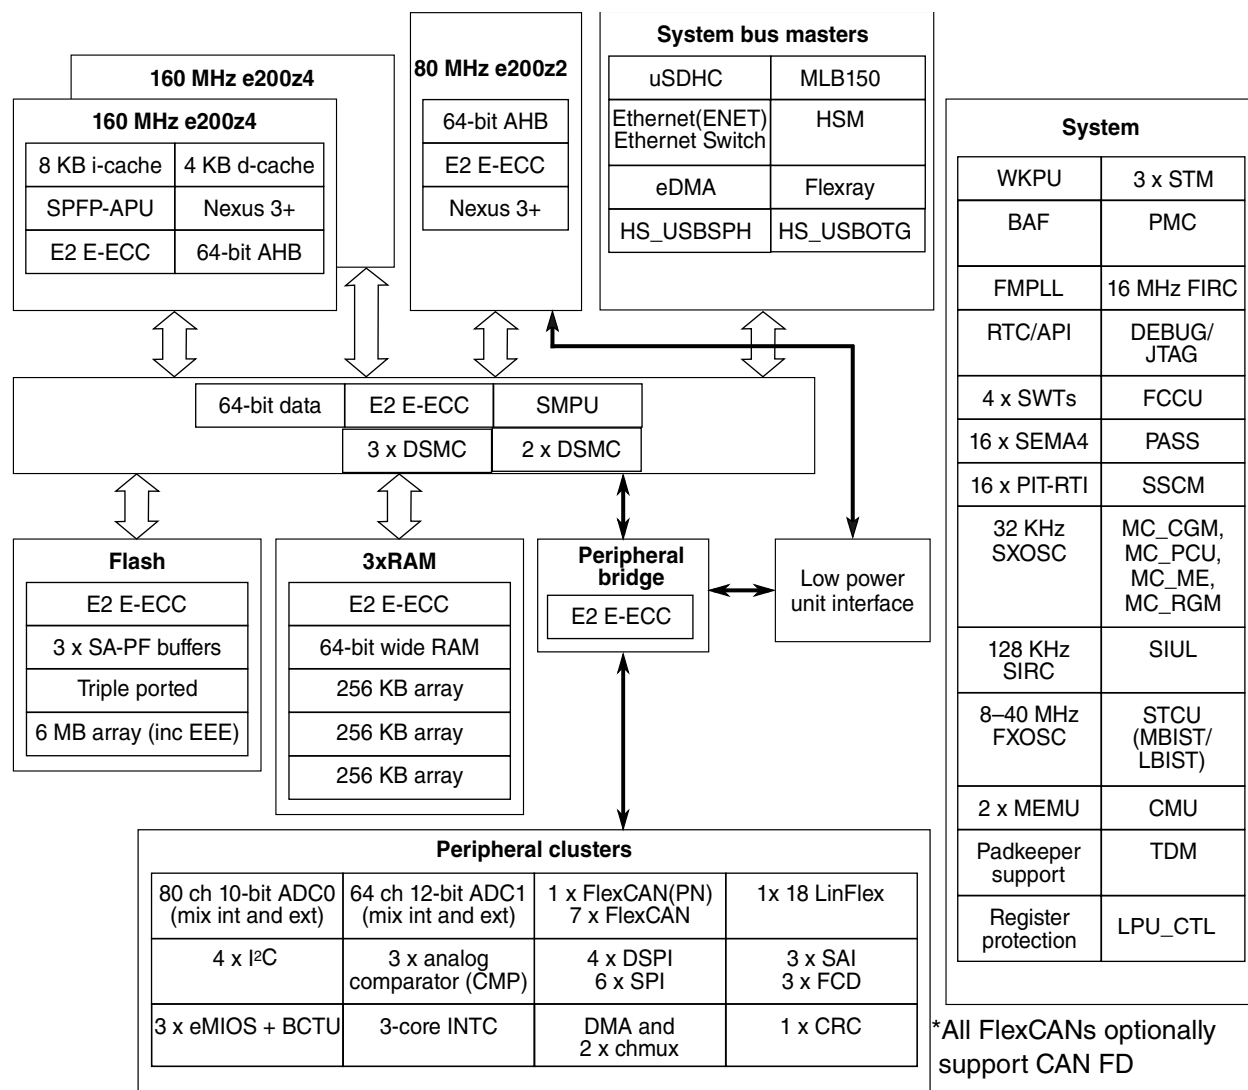 160 MHz e200z4
160 MHz e200z4
8 KB i-cache
4 KB d-cache
SPFP-APU
Nexus 3+
E2 E-ECC
64-bit AHB
80 MHz e200z2
64-bit AHB
E2 E-ECC
Nexus 3+
System bus masters
uSDHC
MLB150
Ethernet(ENET)
Ethernet Switch
HSM
eDMA
Flexray
HS_USBSPH
HS_USBOTG
64-bit data
E2 E-ECC
SMPU
3 x DSMC
2 x DSMC
Flash
E2 E-ECC
3 x SA-PF buffers
Triple ported
6 MB array (inc EEE)
3xRAM
E2 E-ECC
64-bit wide RAM
256 KB array
256 KB array
256 KB array
Peripheral
bridge
E2 E-ECC
Low power
unit interface
Peripheral clusters
80 ch 10-bit ADC0
(mix int and ext)
64 ch 12-bit ADC1
(mix int and ext)
1 x FlexCAN(PN)
7 x FlexCAN
1x 18 LinFlex
4 x I²C
3 x analog
comparator (CMP)
4 x DSPI
6 x SPI
3 x SAI
3 x FCD
3 x eMIOS + BCTU
3-core INTC
DMA and
2 x chmux
1 x CRC
System
WKPU
3 x STM
BAF
PMC
FMPLL
16 MHz FIRC
RTC/API
DEBUG/
JTAG
4 x SWTs
FCCU
16 x SEMA4
PASS
16 x PIT-RTI
SSCM
32 KHz
SXOSC
MC_CGM,
MC_PCU,
MC_ME,
MC_RGM
128 KHz
SIRC
SIUL
8–40 MHz
FXOSC
STCU
(MBIST/
LBIST)
2 x MEMU
CMU
Padkeeper
support
TDM
Register
protection
LPU_CTL
*All FlexCANs optionally
support CAN FD